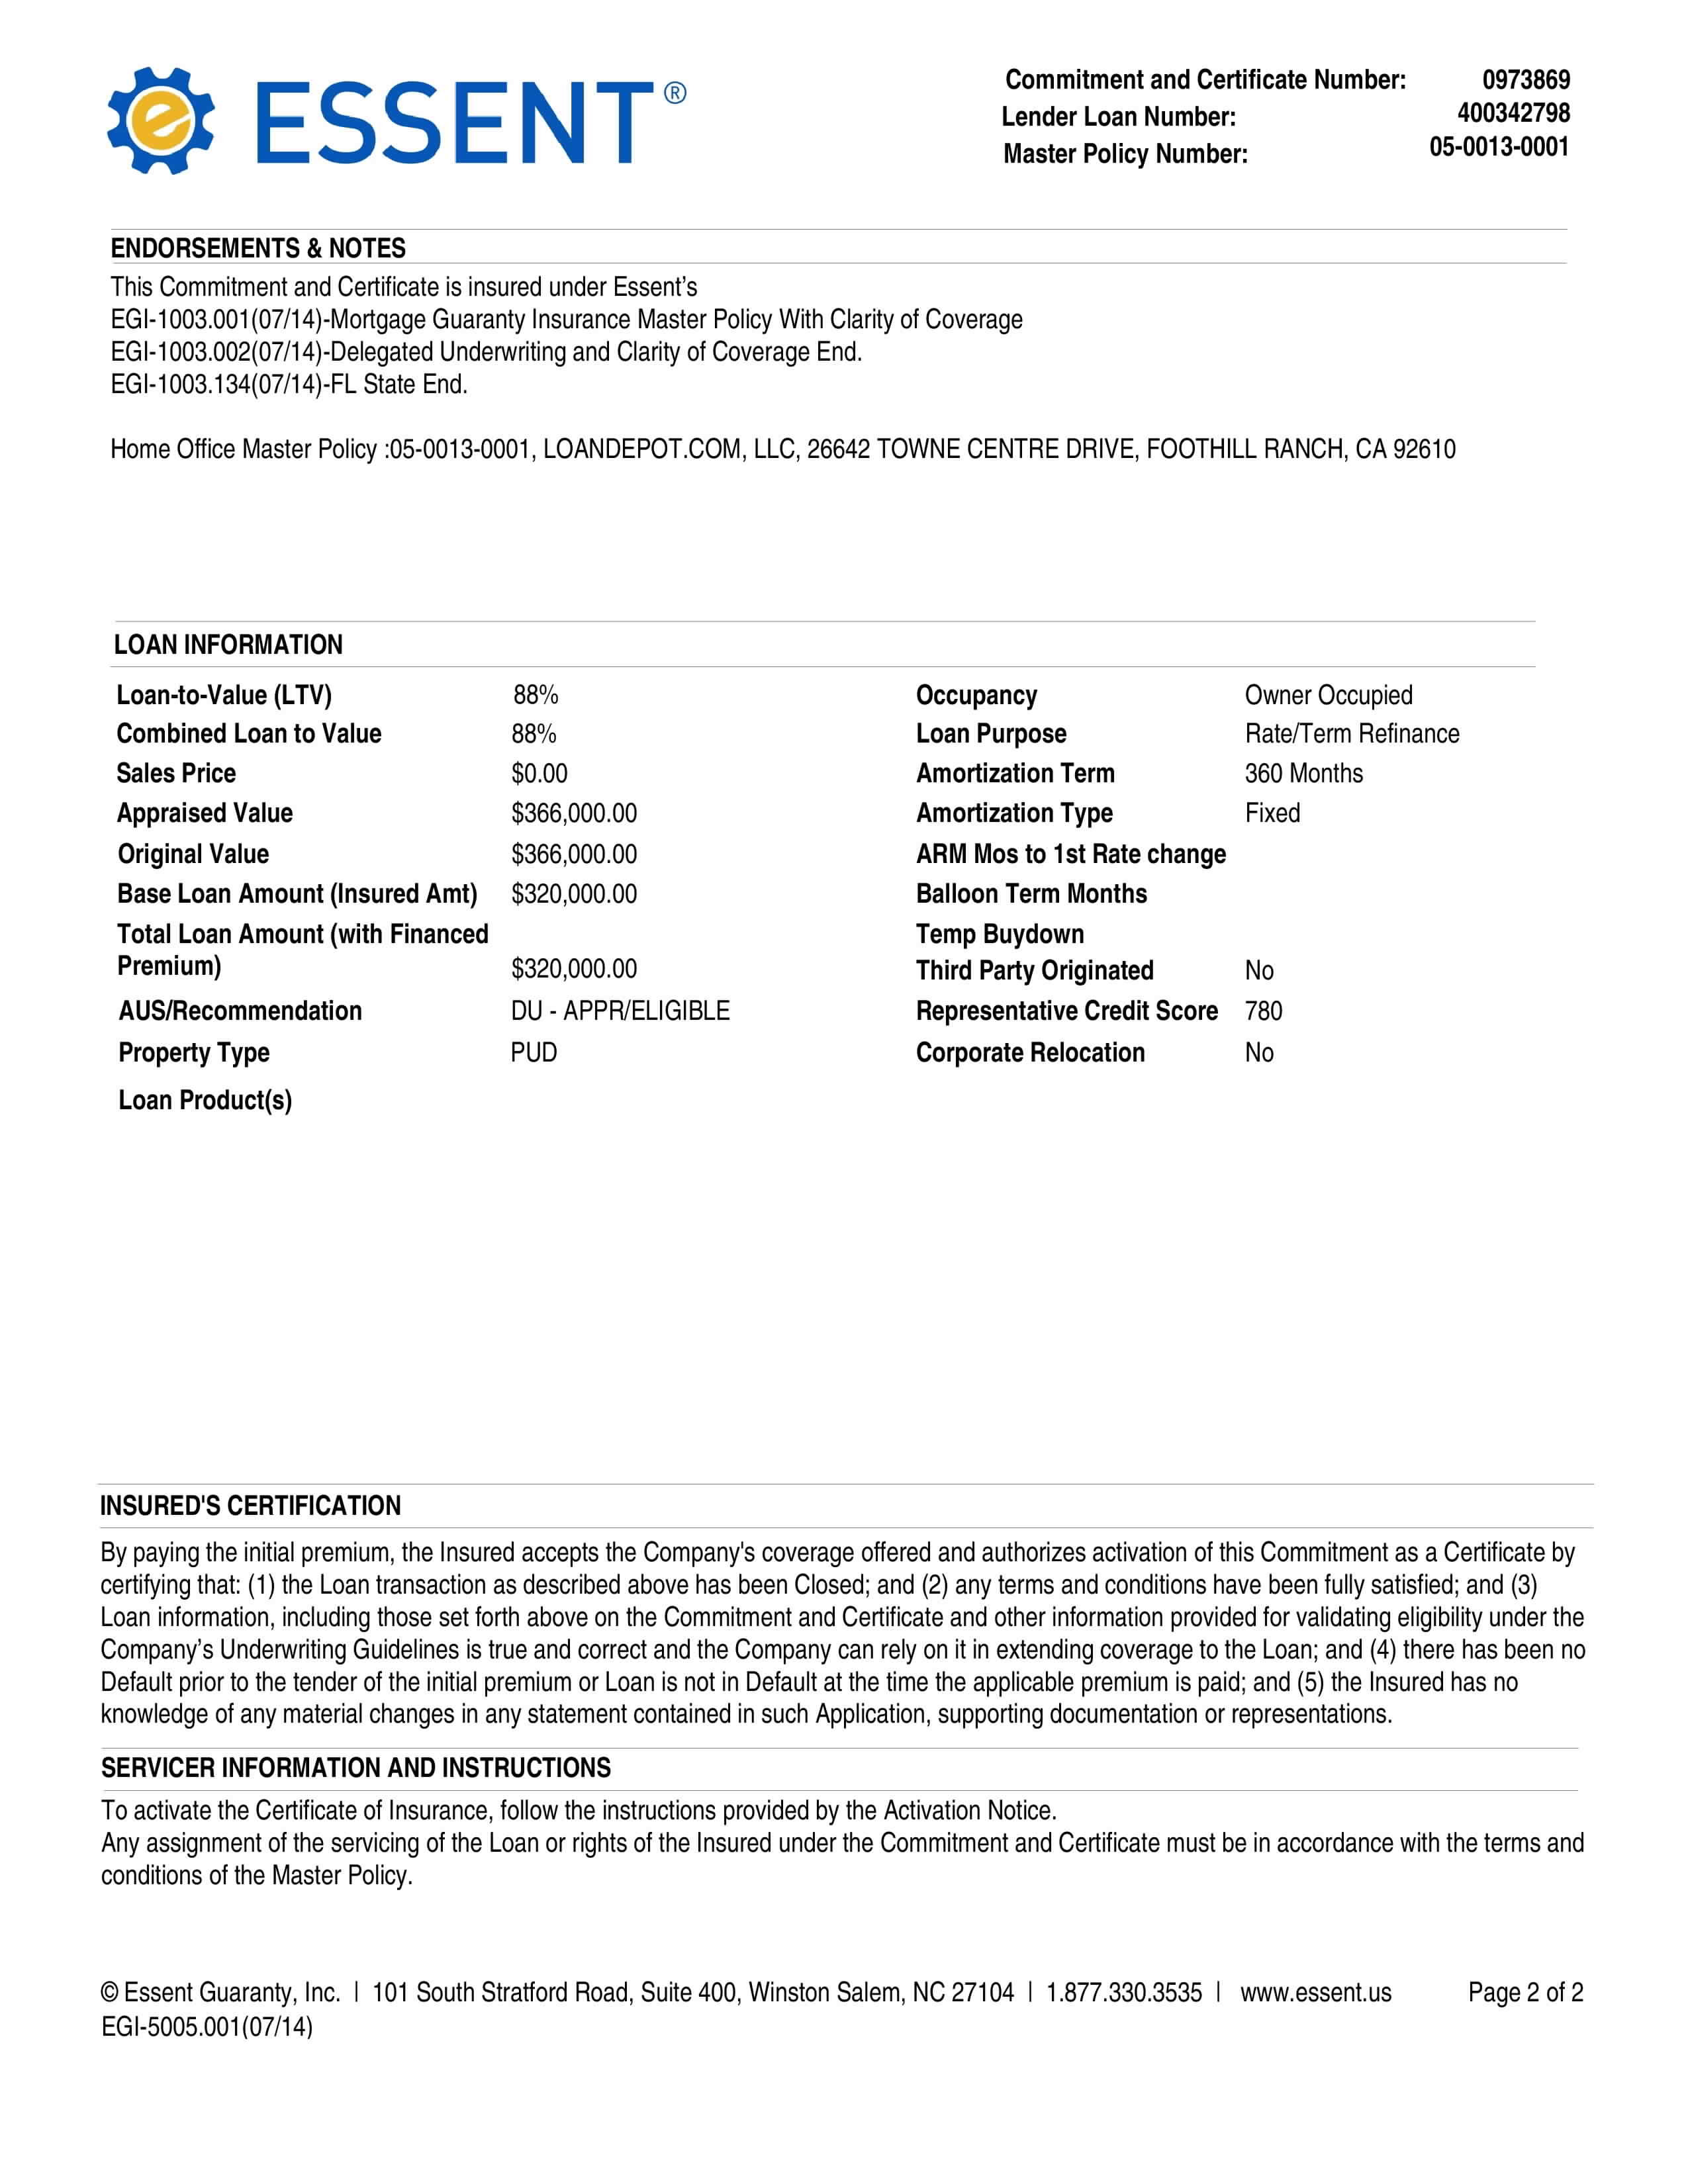 ESSENT®
Commitment and Certificate Number: 0973869
Lender Loan Number: 400342798
Master Policy Number: 05-0013-0001
ENDORSEMENTS & NOTES
This Commitment and Certificate is insured under Essent’s
EGI-1003.001(07/14)-Mortgage Guaranty Insurance Master Policy With Clarity of Coverage
EGI-1003.002(07/14)-Delegated Underwriting and Clarity of Coverage End.
EGI-1003.134(07/14)-FL State End.
Home Office Master Policy :05-0013-0001, LOANDEPOT.COM, LLC, 26642 TOWNE CENTRE DRIVE, FOOTHILL RANCH, CA 92610
LOAN INFORMATION
Loan-to-Value (LTV) 88% Occupancy Owner Occupied
Combined Loan to Value 88% Loan Purpose Rate/Term Refinance
Sales Price $0.00 Amortization Term 360 Months
Appraised Value $366,000.00 Amortization Type Fixed
Original Value $366,000.00 ARM Mos to 1st Rate change
Base Loan Amount (Insured Amt) $320,000.00 Balloon Term Months
Total Loan Amount (with Financed Temp Buydown
Premium) $320,000.00 Third Party Originated No
AUS/Recommendation DU - APPR/ELIGIBLE Representative Credit Score 780
Property Type PUD Corporate Relocation No
Loan Product(s)
INSURED'S CERTIFICATION
By paying the initial premium, the Insured accepts the Company's coverage offered and authorizes activation of this Commitment as a Certificate by
certifying that: (1) the Loan transaction as described above has been Closed; and (2) any terms and conditions have been fully satisfied; and (3)
Loan information, including those set forth above on the Commitment and Certificate and other information provided for validating eligibility under the
Company’s Underwriting Guidelines is true and correct and the Company can rely on it in extending coverage to the Loan; and (4) there has been no
Default prior to the tender of the initial premium or Loan is not in Default at the time the applicable premium is paid; and (5) the Insured has no
knowledge of any material changes in any statement contained in such Application, supporting documentation or representations.
SERVICER INFORMATION AND INSTRUCTIONS
To activate the Certificate of Insurance, follow the instructions provided by the Activation Notice.
Any assignment of the servicing of the Loan or rights of the Insured under the Commitment and Certificate must be in accordance with the terms and
conditions of the Master Policy.
© Essent Guaranty, Inc. | 101 South Stratford Road, Suite 400, Winston Salem, NC 27104 | 1.877.330.3535 | www.essent.us Page 2 of 2
EGI-5005.001(07/14)